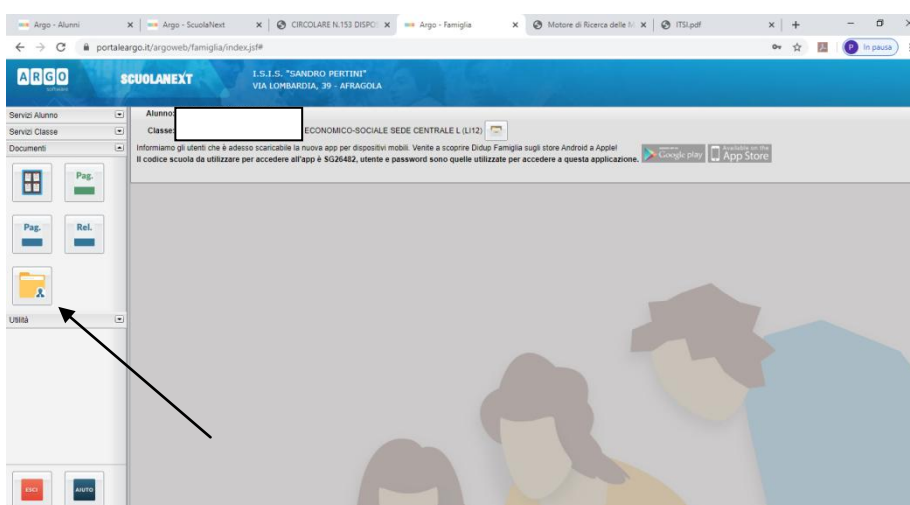 Argo - Alunni
Argo - ScuolaNext
CIRCOLARE N.153 DISPO
Argo - Famiglia
Motore di Ricerca delle
ITSI.pdf
portaleargo.it/argoweb/famiglia/index.jsf#
P In pausa
ARGO
software
SCUOLANEXT
I.S.I.S. "SANDRO PERTINI"
VIA LOMBARDIA, 39 - AFRAGOLA
Servizi Alunno
Servizi Classe
Documenti
Pag.
Pag.
Rel.
Utilità
ESCI
AIUTO
Alunno:
Classe: ECONOMICO-SOCIALE SEDE CENTRALE L (LI12)
Informiamo gli utenti che è adesso scaricabile la nuova app per dispositivi mobili. Venite a scoprire Didup Famiglia sugli store Android a Apple!
Il codice scuola da utilizzare per accedere all'app è SG26482, utente e password sono quelle utilizzate per accedere a questa applicazione.
Google play
Available on the
App Store